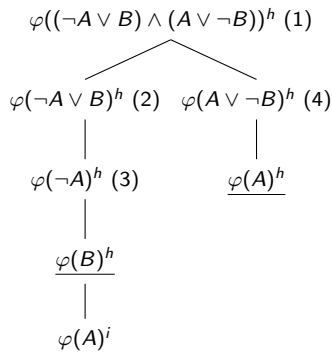 φ((¬A ∨ B) ∧ (A ∨ ¬B))ʰ (1)
φ(¬A ∨ B)ʰ (2) φ(A ∨ ¬B)ʰ (4)
φ(¬A)ʰ (3) φ(A)ʰ
φ(B)ʰ
φ(A)ⁱ